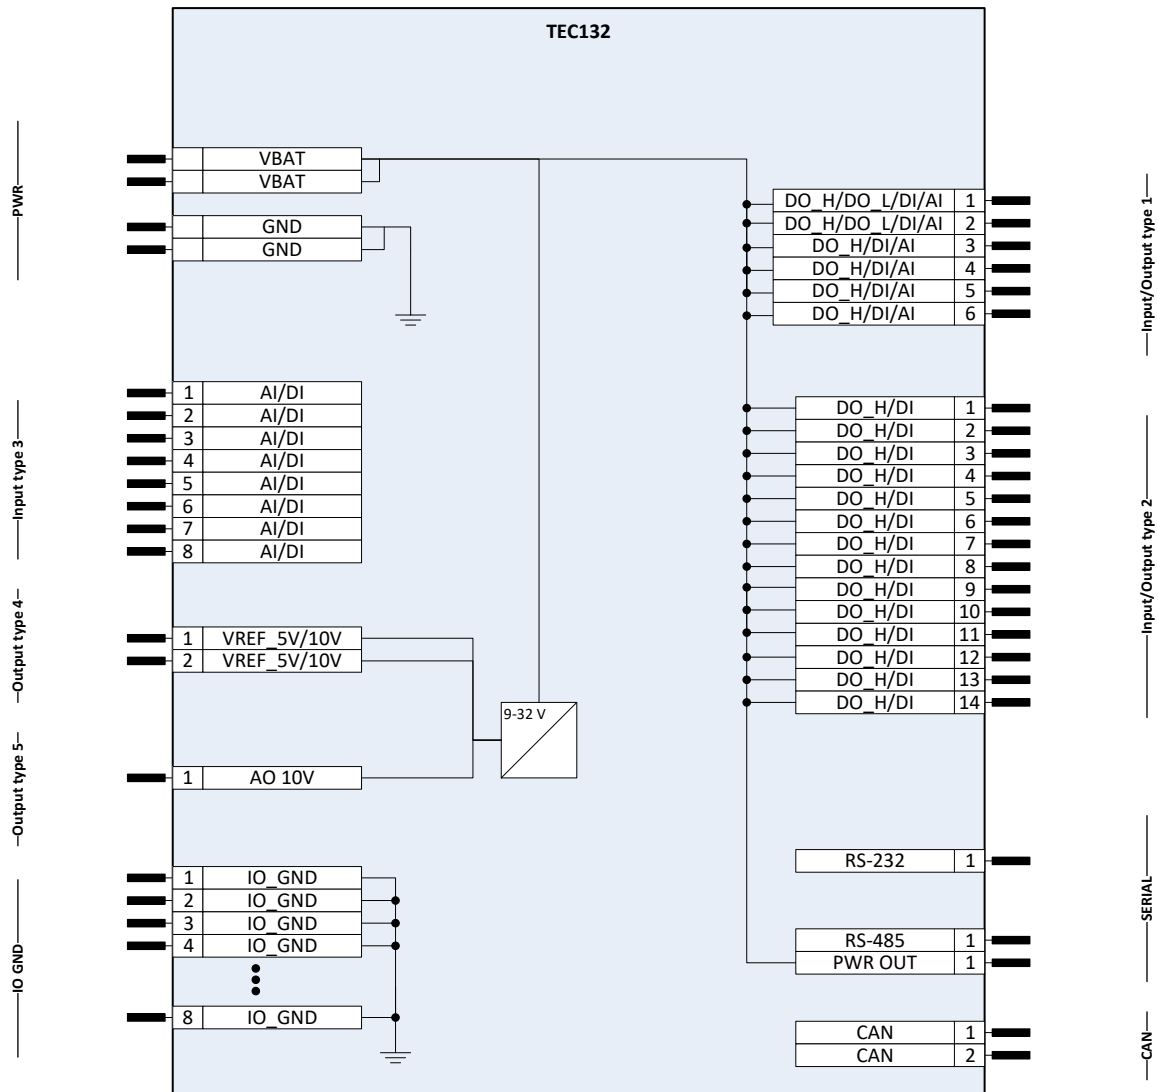 TEC132
PWR
VBAT
VBAT
GND
GND
Input type 3
1 AI/DI
2 AI/DI
3 AI/DI
4 AI/DI
5 AI/DI
6 AI/DI
7 AI/DI
8 AI/DI
Output type 4
1 VREF_5V/10V
2 VREF_5V/10V
9-32 V
Output type 5
1 AO 10V
IO GND
1 IO_GND
2 IO_GND
3 IO_GND
4 IO_GND
8 IO_GND
Input/Output type 1
DO_H/DO_L/DI/AI 1
DO_H/DO_L/DI/AI 2
DO_H/DI/AI 3
DO_H/DI/AI 4
DO_H/DI/AI 5
DO_H/DI/AI 6
Input/Output type 2
DO_H/DI 1
DO_H/DI 2
DO_H/DI 3
DO_H/DI 4
DO_H/DI 5
DO_H/DI 6
DO_H/DI 7
DO_H/DI 8
DO_H/DI 9
DO_H/DI 10
DO_H/DI 11
DO_H/DI 12
DO_H/DI 13
DO_H/DI 14
SERIAL
RS-232 1
RS-485 1
PWR OUT 1
CAN
CAN 1
CAN 2